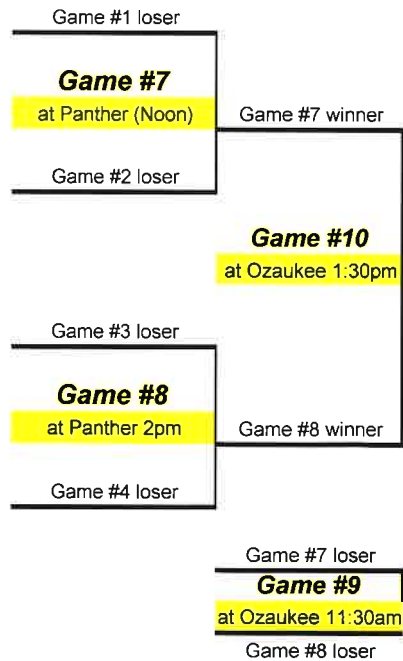 Game #1 loser
Game #7
at Panther (Noon)
Game #7 winner
Game #2 loser
Game #10
at Ozaukee 1:30pm
Game #3 loser
Game #8
at Panther 2pm
Game #8 winner
Game #4 loser
Game #7 loser
Game #9
at Ozaukee 11:30am
Game #8 loser